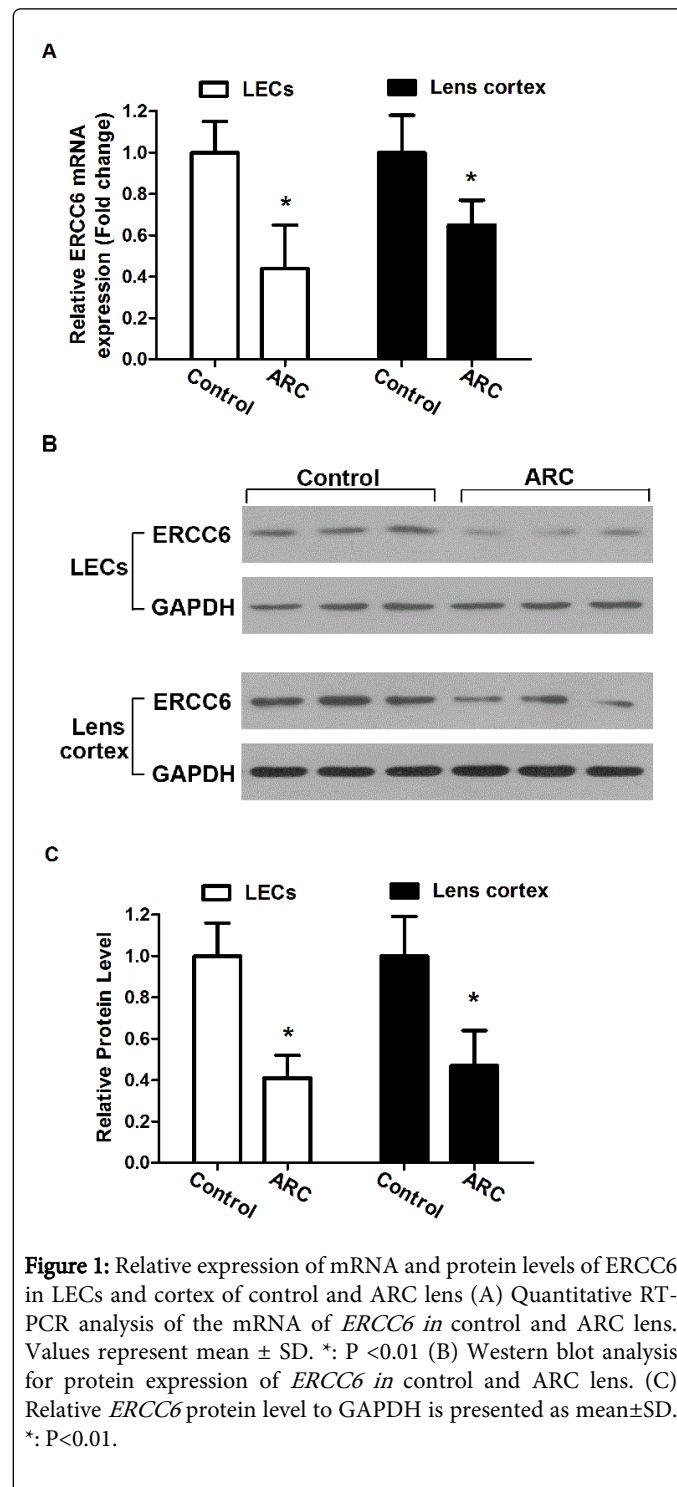 A
LECs
Lens cortex
Relative ERCC6 mRNA
expression (Fold change)
1.2
1.0
0.8
0.6
0.4
0.2
0.0
*
*
Control
ARC
Control
ARC
B
Control
ARC
LECs
ERCC6
GAPDH
Lens
cortex
ERCC6
GAPDH
C
LECs
Lens cortex
Relative Protein Level
1.2
1.0
0.8
0.6
0.4
0.2
0.0
*
*
Control
ARC
Control
ARC
Figure 1: Relative expression of mRNA and protein levels of ERCC6
in LECs and cortex of control and ARC lens (A) Quantitative RT-
PCR analysis of the mRNA of ERCC6 in control and ARC lens.
Values represent mean ± SD. *: P <0.01 (B) Western blot analysis
for protein expression of ERCC6 in control and ARC lens. (C)
Relative ERCC6 protein level to GAPDH is presented as mean±SD.
*: P<0.01.